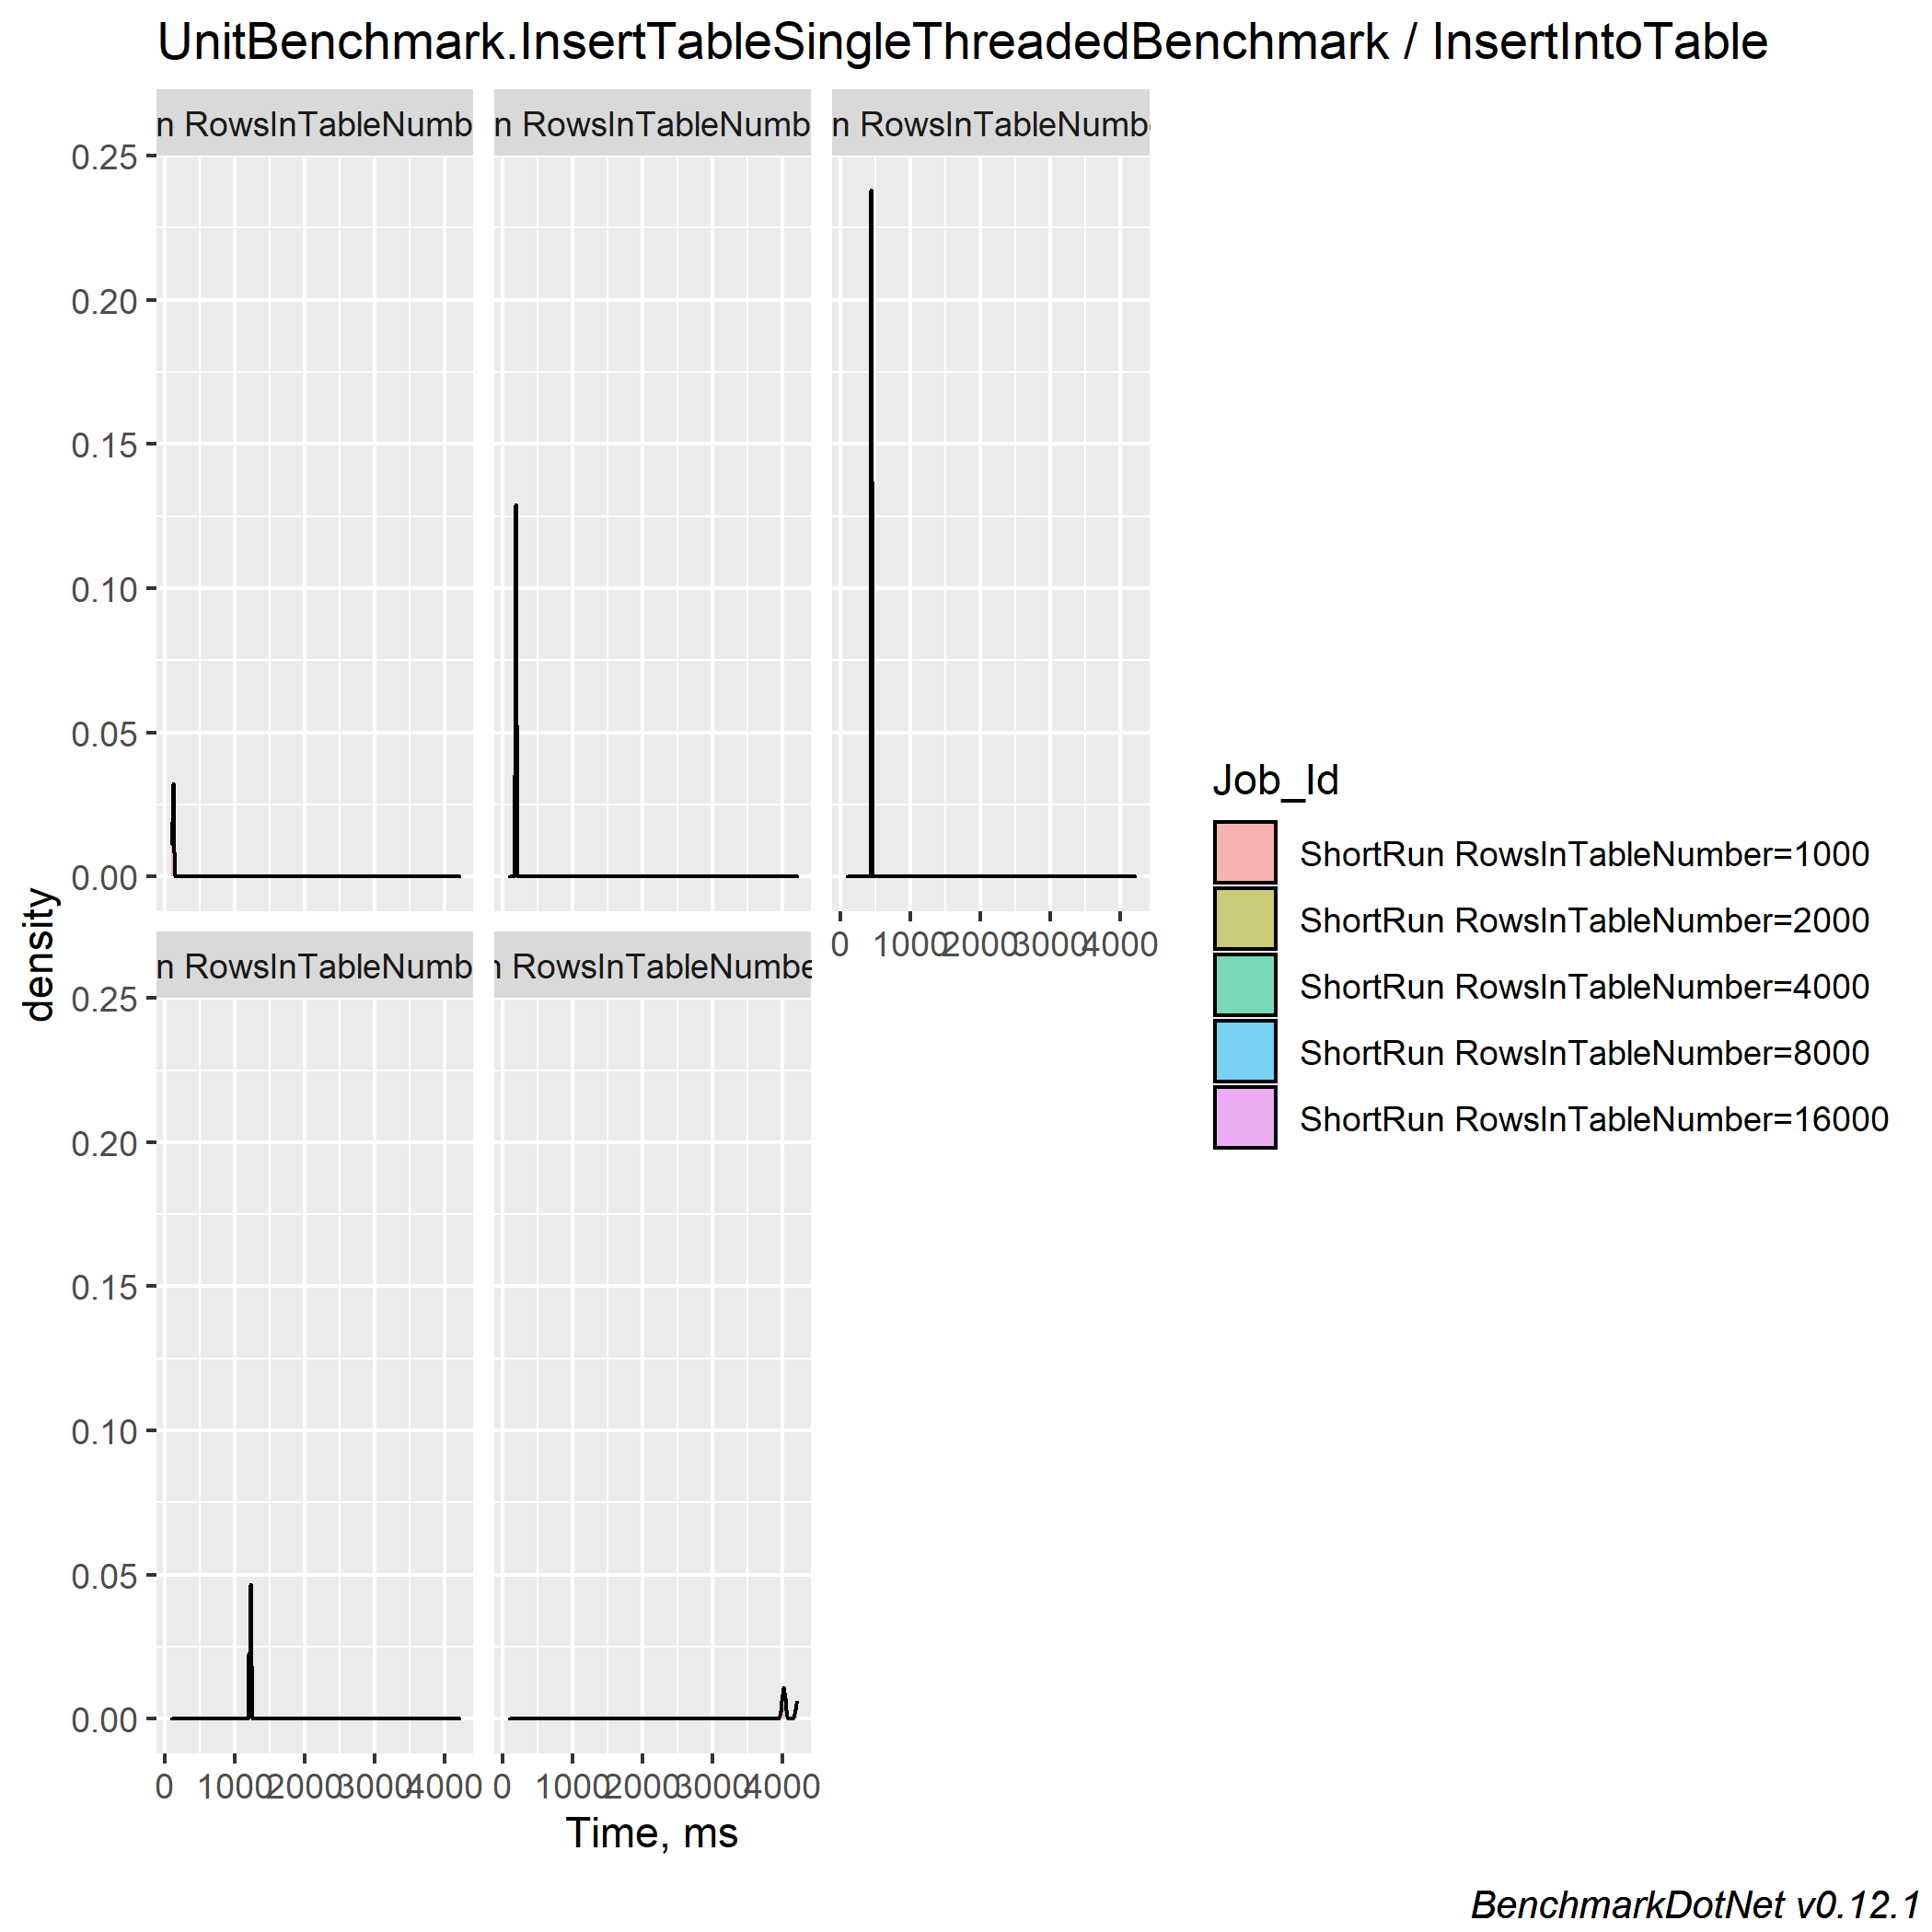 UnitBenchmark.InsertTableSingleThreadedBenchmark / InsertIntoTable
n RowsInTableNumb
n RowsInTableNumb
n RowsInTableNumbe
0.25
0.20
0.15
0.10
0.05
0.00
0 1000 2000 3000 4000
n RowsInTableNumb
n RowsInTableNumbe
0.25
0.20
0.15
0.10
0.05
0.00
0 1000 2000 3000 4000
0 1000 2000 3000 4000
density
Time, ms
Job_Id
ShortRun RowsInTableNumber=1000
ShortRun RowsInTableNumber=2000
ShortRun RowsInTableNumber=4000
ShortRun RowsInTableNumber=8000
ShortRun RowsInTableNumber=16000
BenchmarkDotNet v0.12.1